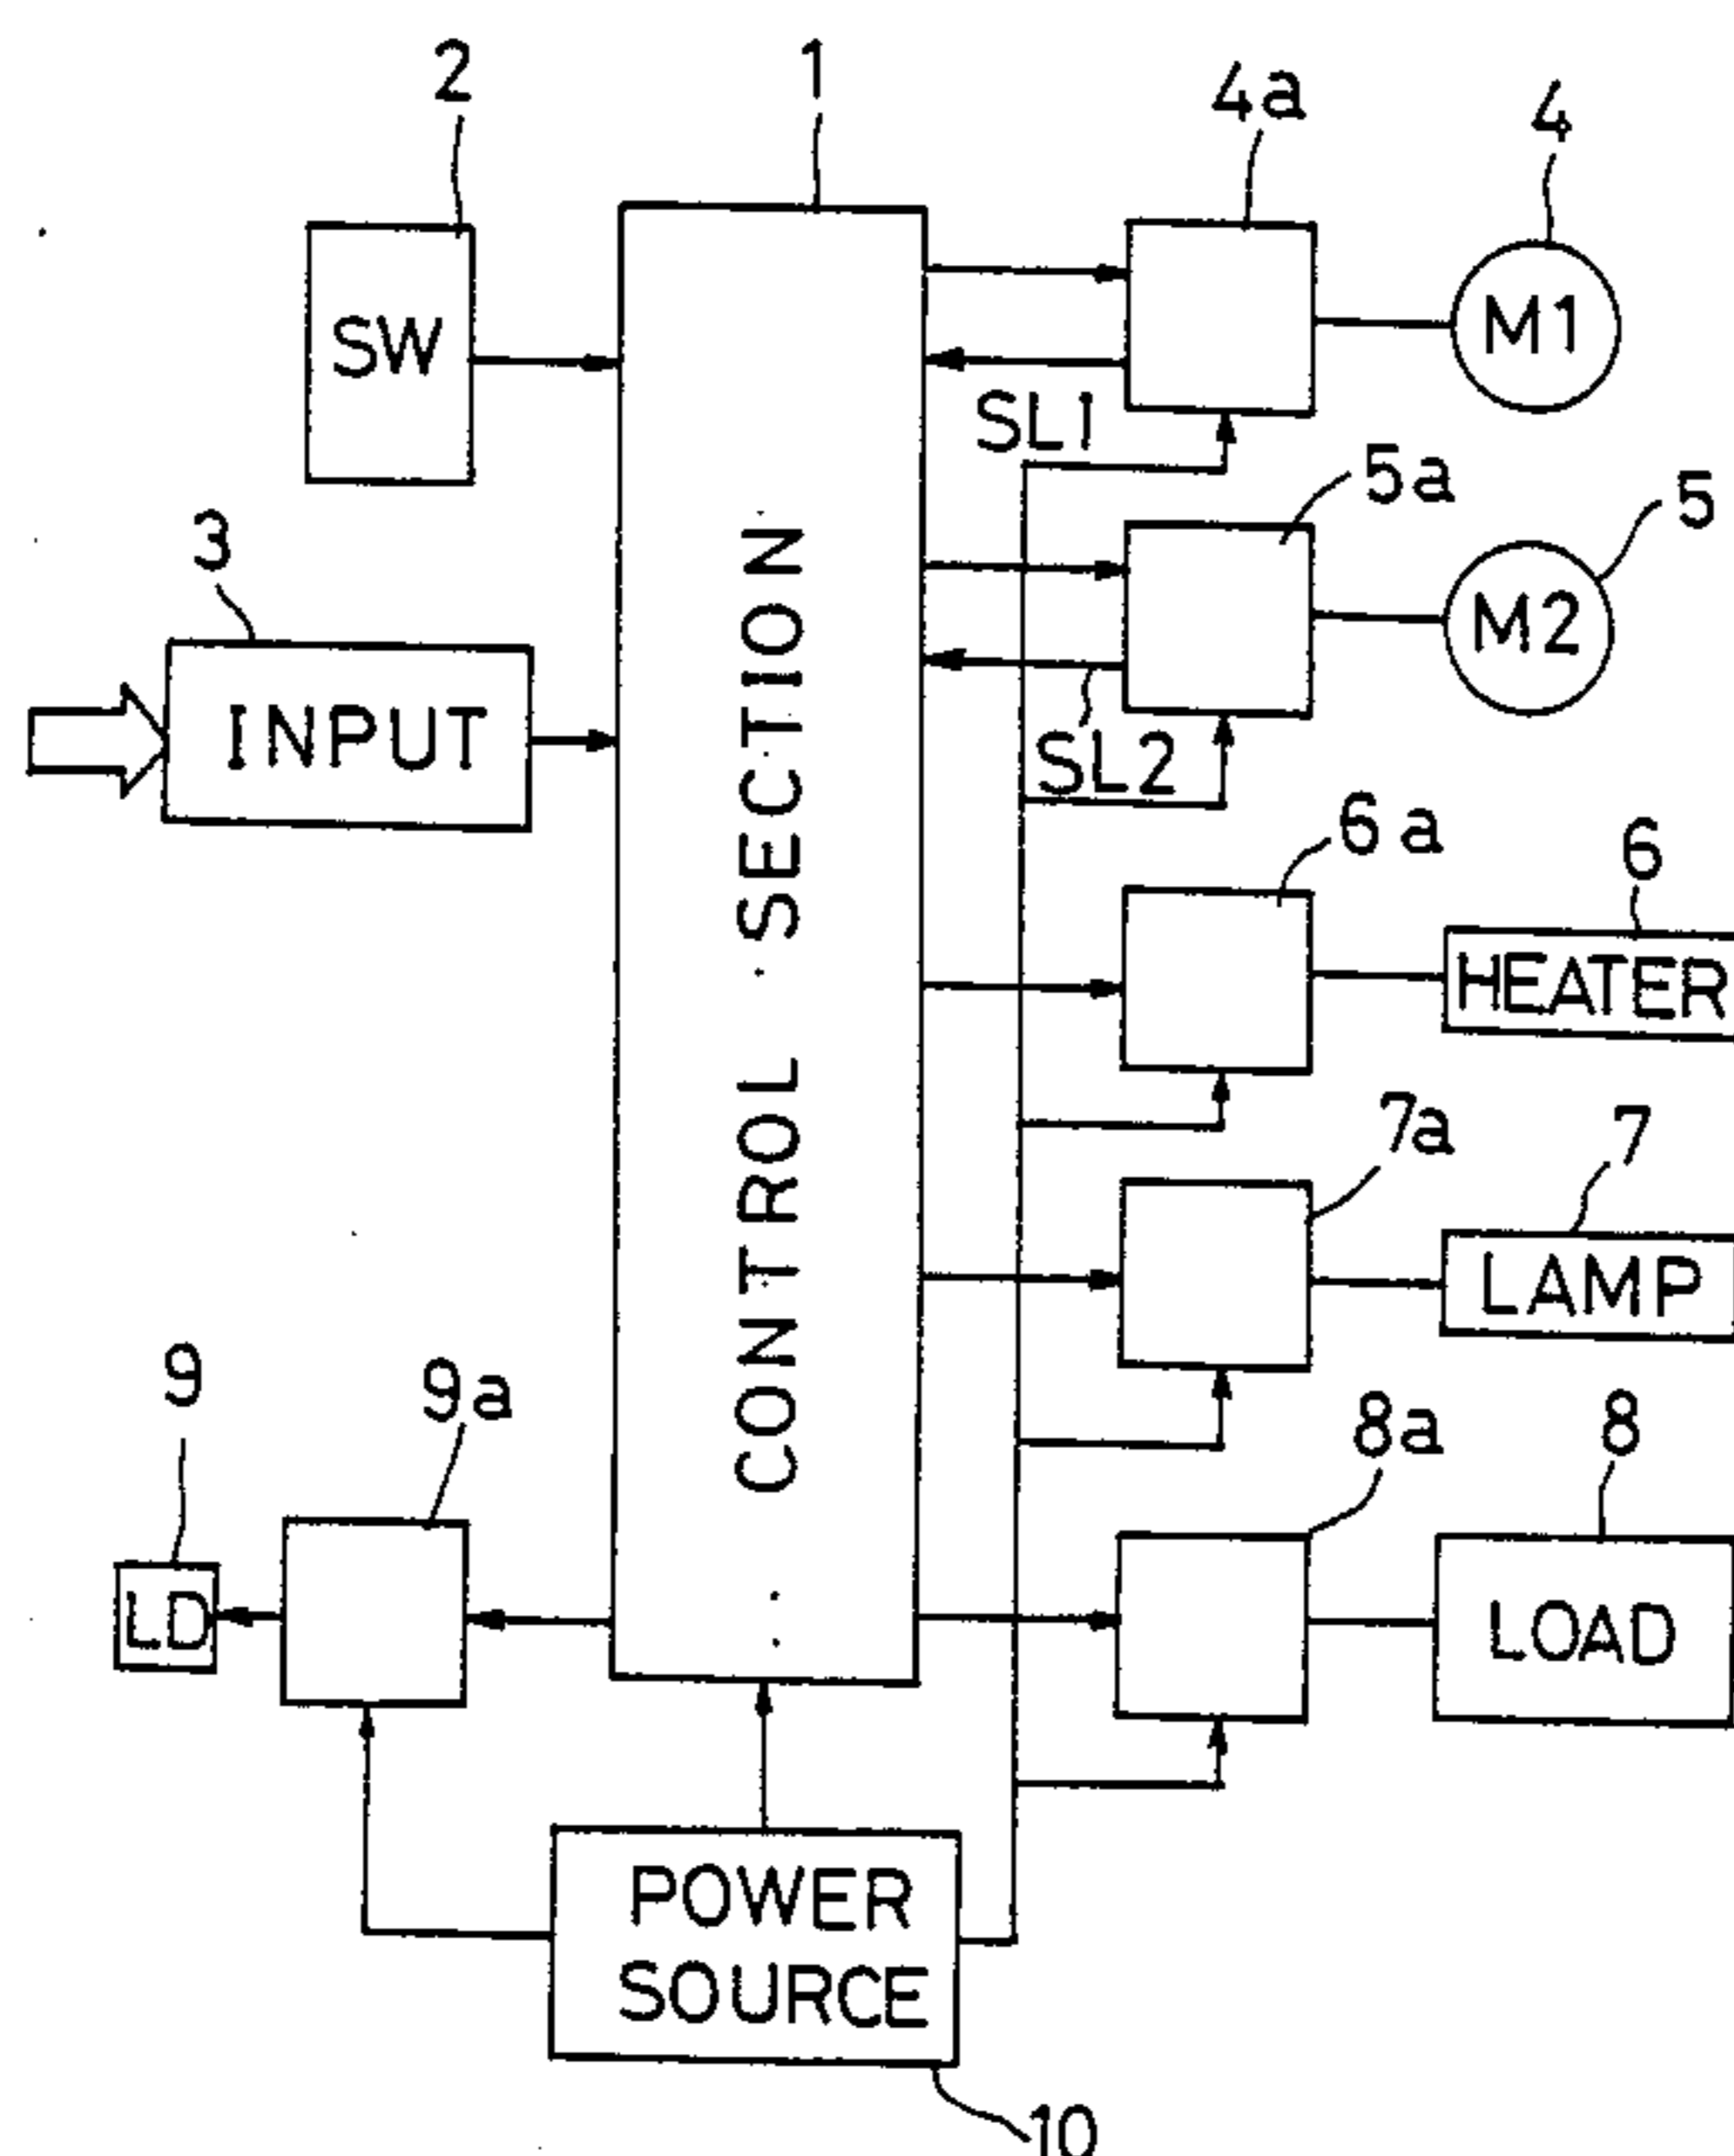 2
1
4a
4
SW
M1
SL1
5a
5
3
INPUT
M2
SL2
CONTROL SECTION
6a
6
HEATER
7a
7
LAMP
9
9a
8a
8
LD
LOAD
POWER
SOURCE
10